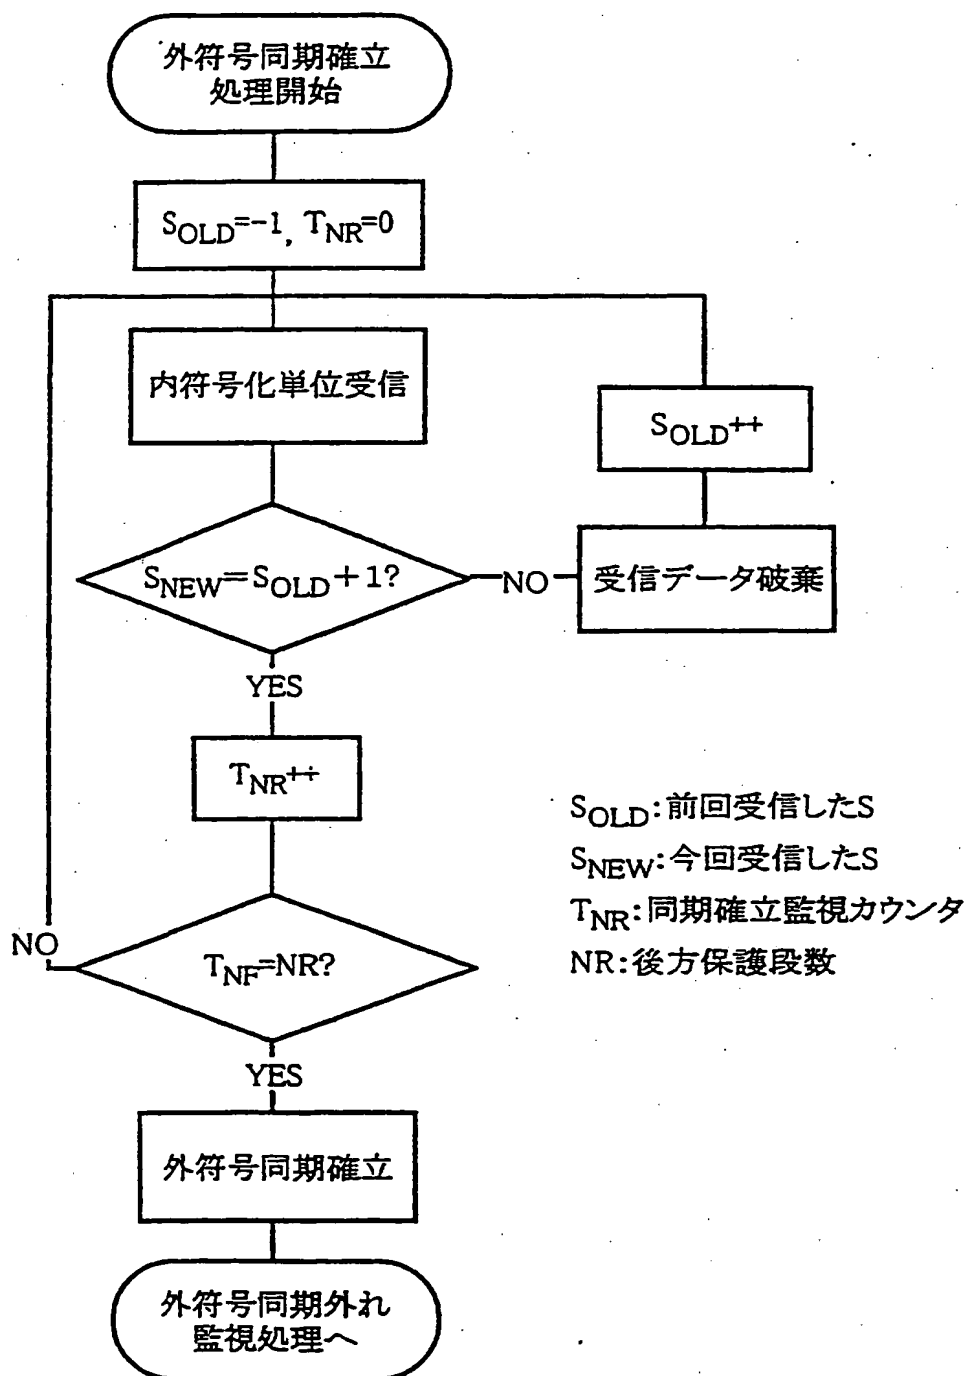 外符号同期確立
処理開始
SOLD=-1, TNR=0
内符号化単位受信
SOLD++
SNEW=SOLD+1?
NO
受信データ破棄
YES
TNR++
SOLD:前回受信したS
SNEW:今回受信したS
TNR:同期確立監視カウンタ
NR:後方保護段数
NO
TNF=NR?
YES
外符号同期確立
外符号同期外れ
監視処理へ